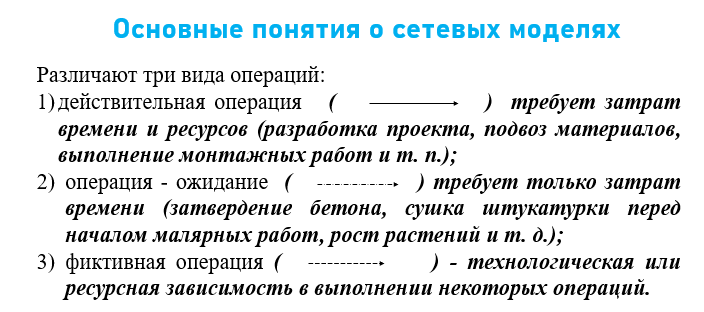 Основные понятия о сетевых моделях
Различают три вида операций:
1) действительная операция ( ) требует затрат
времени и ресурсов (разработка проекта, подвоз материалов,
выполнение монтажных работ и т. п.);
2) операция - ожидание ( ) требует только затрат
времени (затвердение бетона, сушка штукатурки перед
началом малярных работ, рост растений и т. д.);
3) фиктивная операция ( ) - технологическая или
ресурсная зависимость в выполнении некоторых операций.